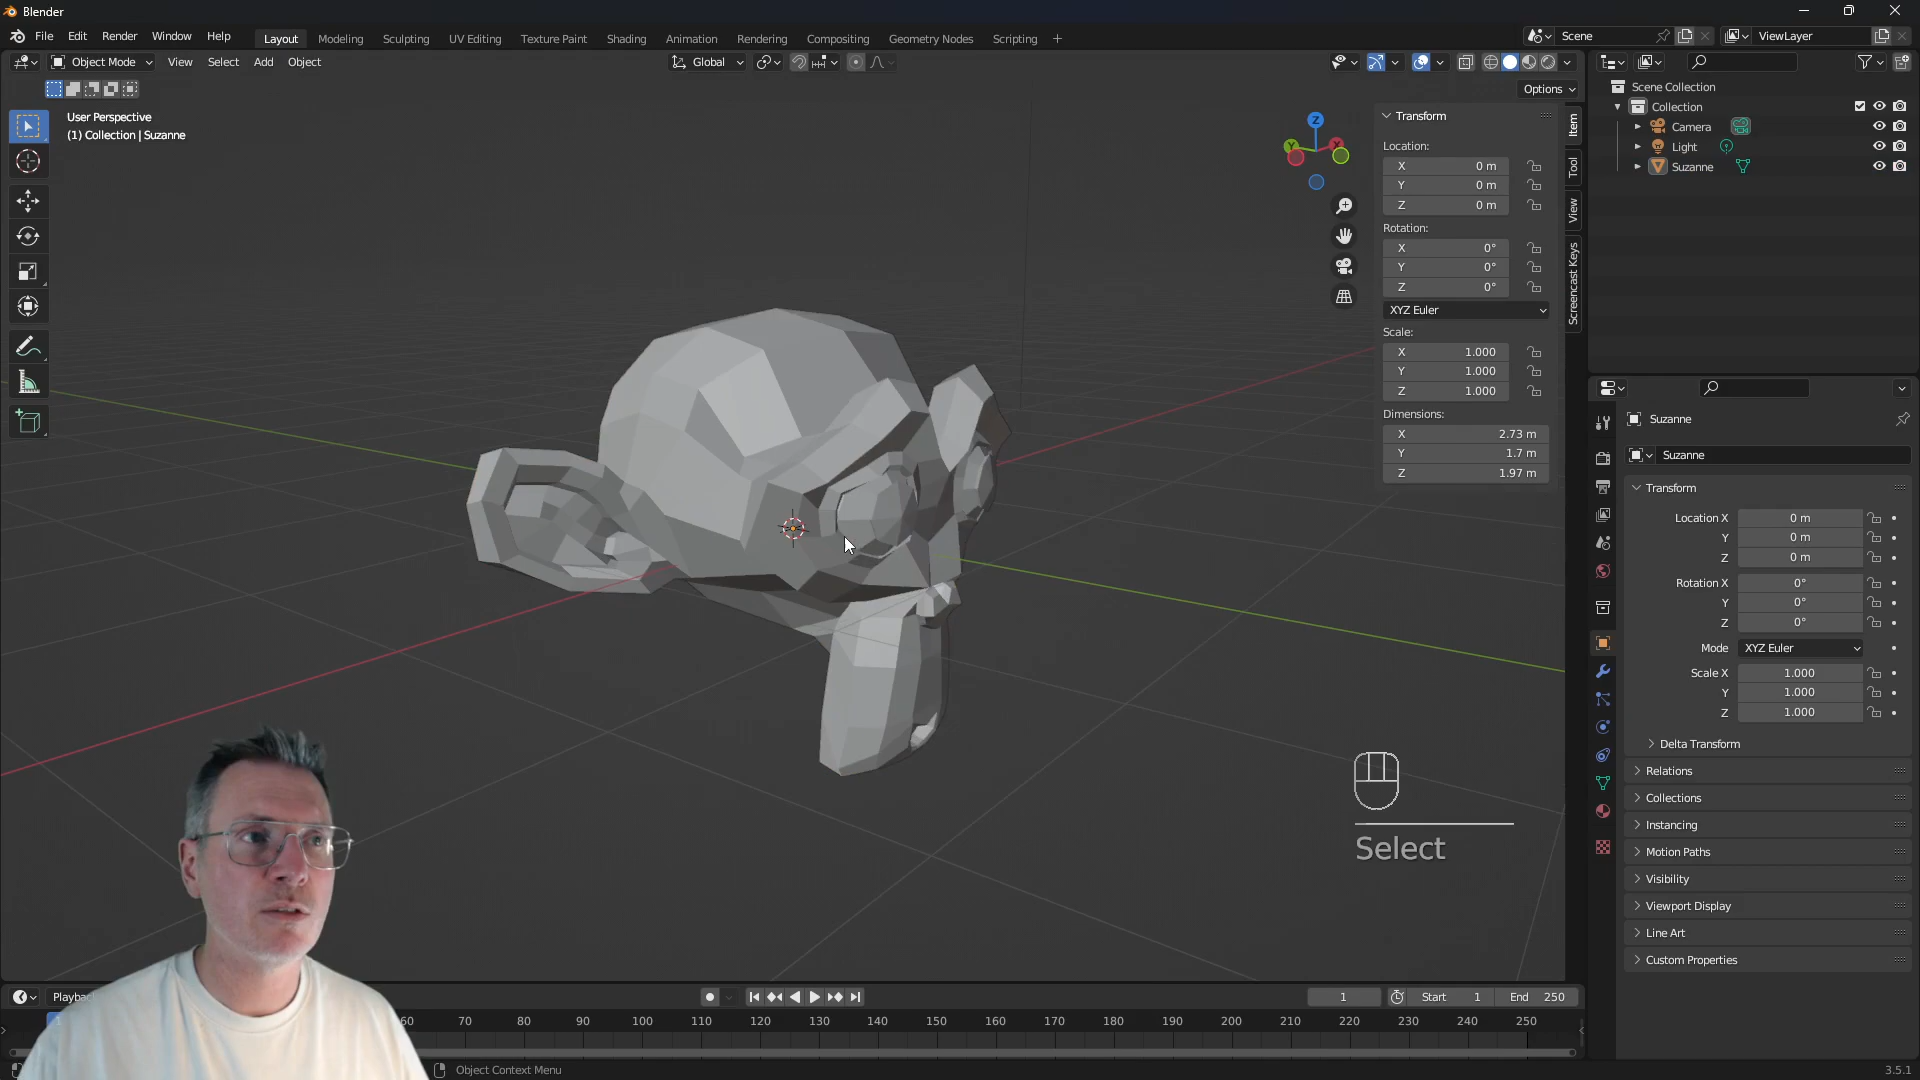 Blender
File Edit Render Window Help
Layout Modeling Sculpting UV Editing Texture Paint Shading Animation Rendering Compositing Geometry Nodes Scripting +
Scene
ViewLayer
Object Mode View Select Add Object
Global
Options
User Perspective
(1) Collection | Suzanne
Z
Y
X
Transform
Location:
X 0 m
Y 0 m
Z 0 m
Rotation:
X 0°
Y 0°
Z 0°
XYZ Euler
Scale:
X 1.000
Y 1.000
Z 1.000
Dimensions:
X 2.73 m
Y 1.7 m
Z 1.97 m
Item
Tool
View
Screencast Keys
Scene Collection
Collection
Camera
Light
Suzanne
Suzanne
Suzanne
Transform
Location X 0 m
Y 0 m
Z 0 m
Rotation X 0°
Y 0°
Z 0°
Mode XYZ Euler
Scale X 1.000
Y 1.000
Z 1.000
Delta Transform
Relations
Collections
Instancing
Motion Paths
Visibility
Viewport Display
Line Art
Custom Properties
Select
1 Start 1 End 250
70 80 90 100 110 120 130 140 150 160 170 180 190 200 210 220 230 240 250
Object Context Menu
3.5.1